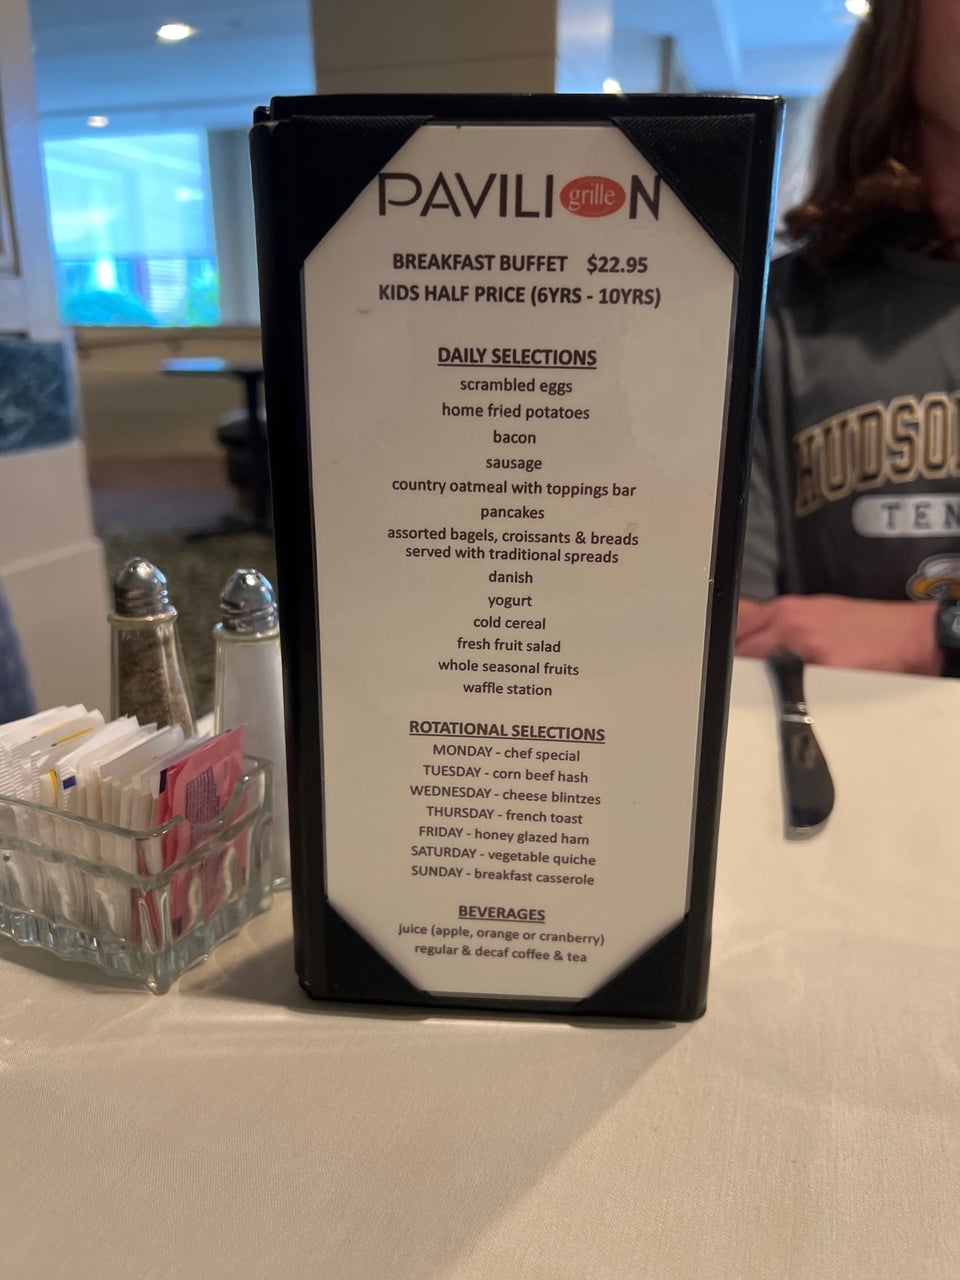 PAVILI grille N
BREAKFAST BUFFET $22.95
KIDS HALF PRICE (6YRS - 10YRS)
DAILY SELECTIONS
scrambled eggs
home fried potatoes
bacon
sausage
country oatmeal with toppings bar
pancakes
assorted bagels, croissants & breads
served with traditional spreads
danish
yogurt
cold cereal
fresh fruit salad
whole seasonal fruits
waffle station
ROTATIONAL SELECTIONS
MONDAY - chef special
TUESDAY - corn beef hash
WEDNESDAY - cheese blintzes
THURSDAY - french toast
FRIDAY - honey glazed ham
SATURDAY - vegetable quiche
SUNDAY - breakfast casserole
BEVERAGES
juice (apple, orange or cranberry)
regular & decaf coffee & tea
HUDSO
TEN